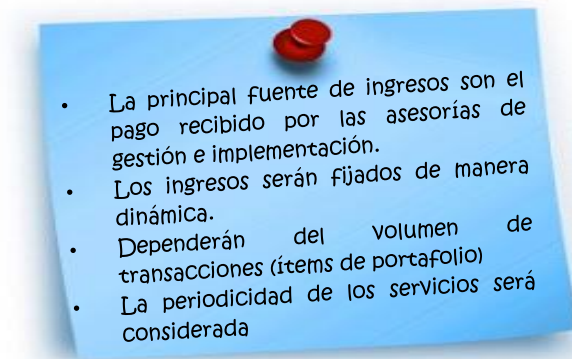 • La principal fuente de ingresos son el
pago recibido por las asesorías de
gestión e implementación.
• Los ingresos serán fijados de manera
dinámica.
• Dependerán del volumen de
transacciones (ítems de portafolio)
• La periodicidad de los servicios será
considerada